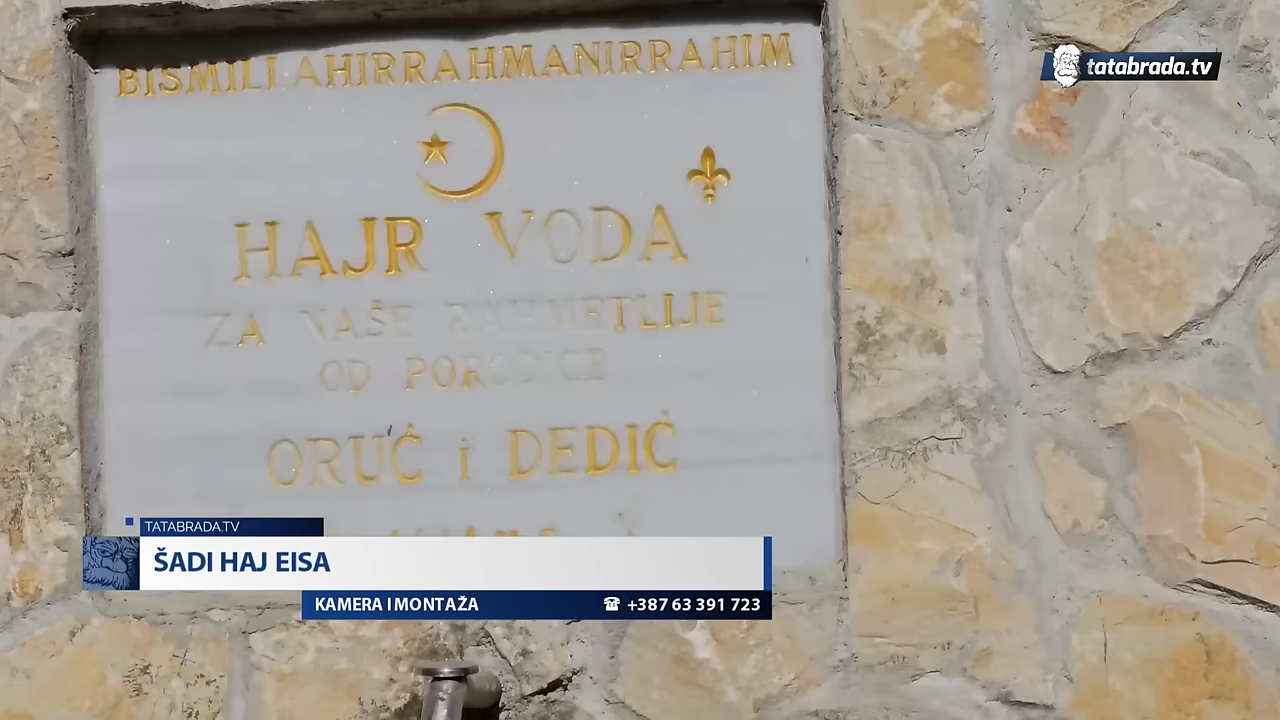 BISMILLAHIRRAHMANIRRAHIM
tatabrada.tv
HAJR VODA
ZA NAŠE RAHMETLIJE
OD PORODICE
ORUĆ i DEDIĆ
TATABRADA.TV
ŠADI HAJ EISA
KAMERA I MONTAŽA ☎ +387 63 391 723